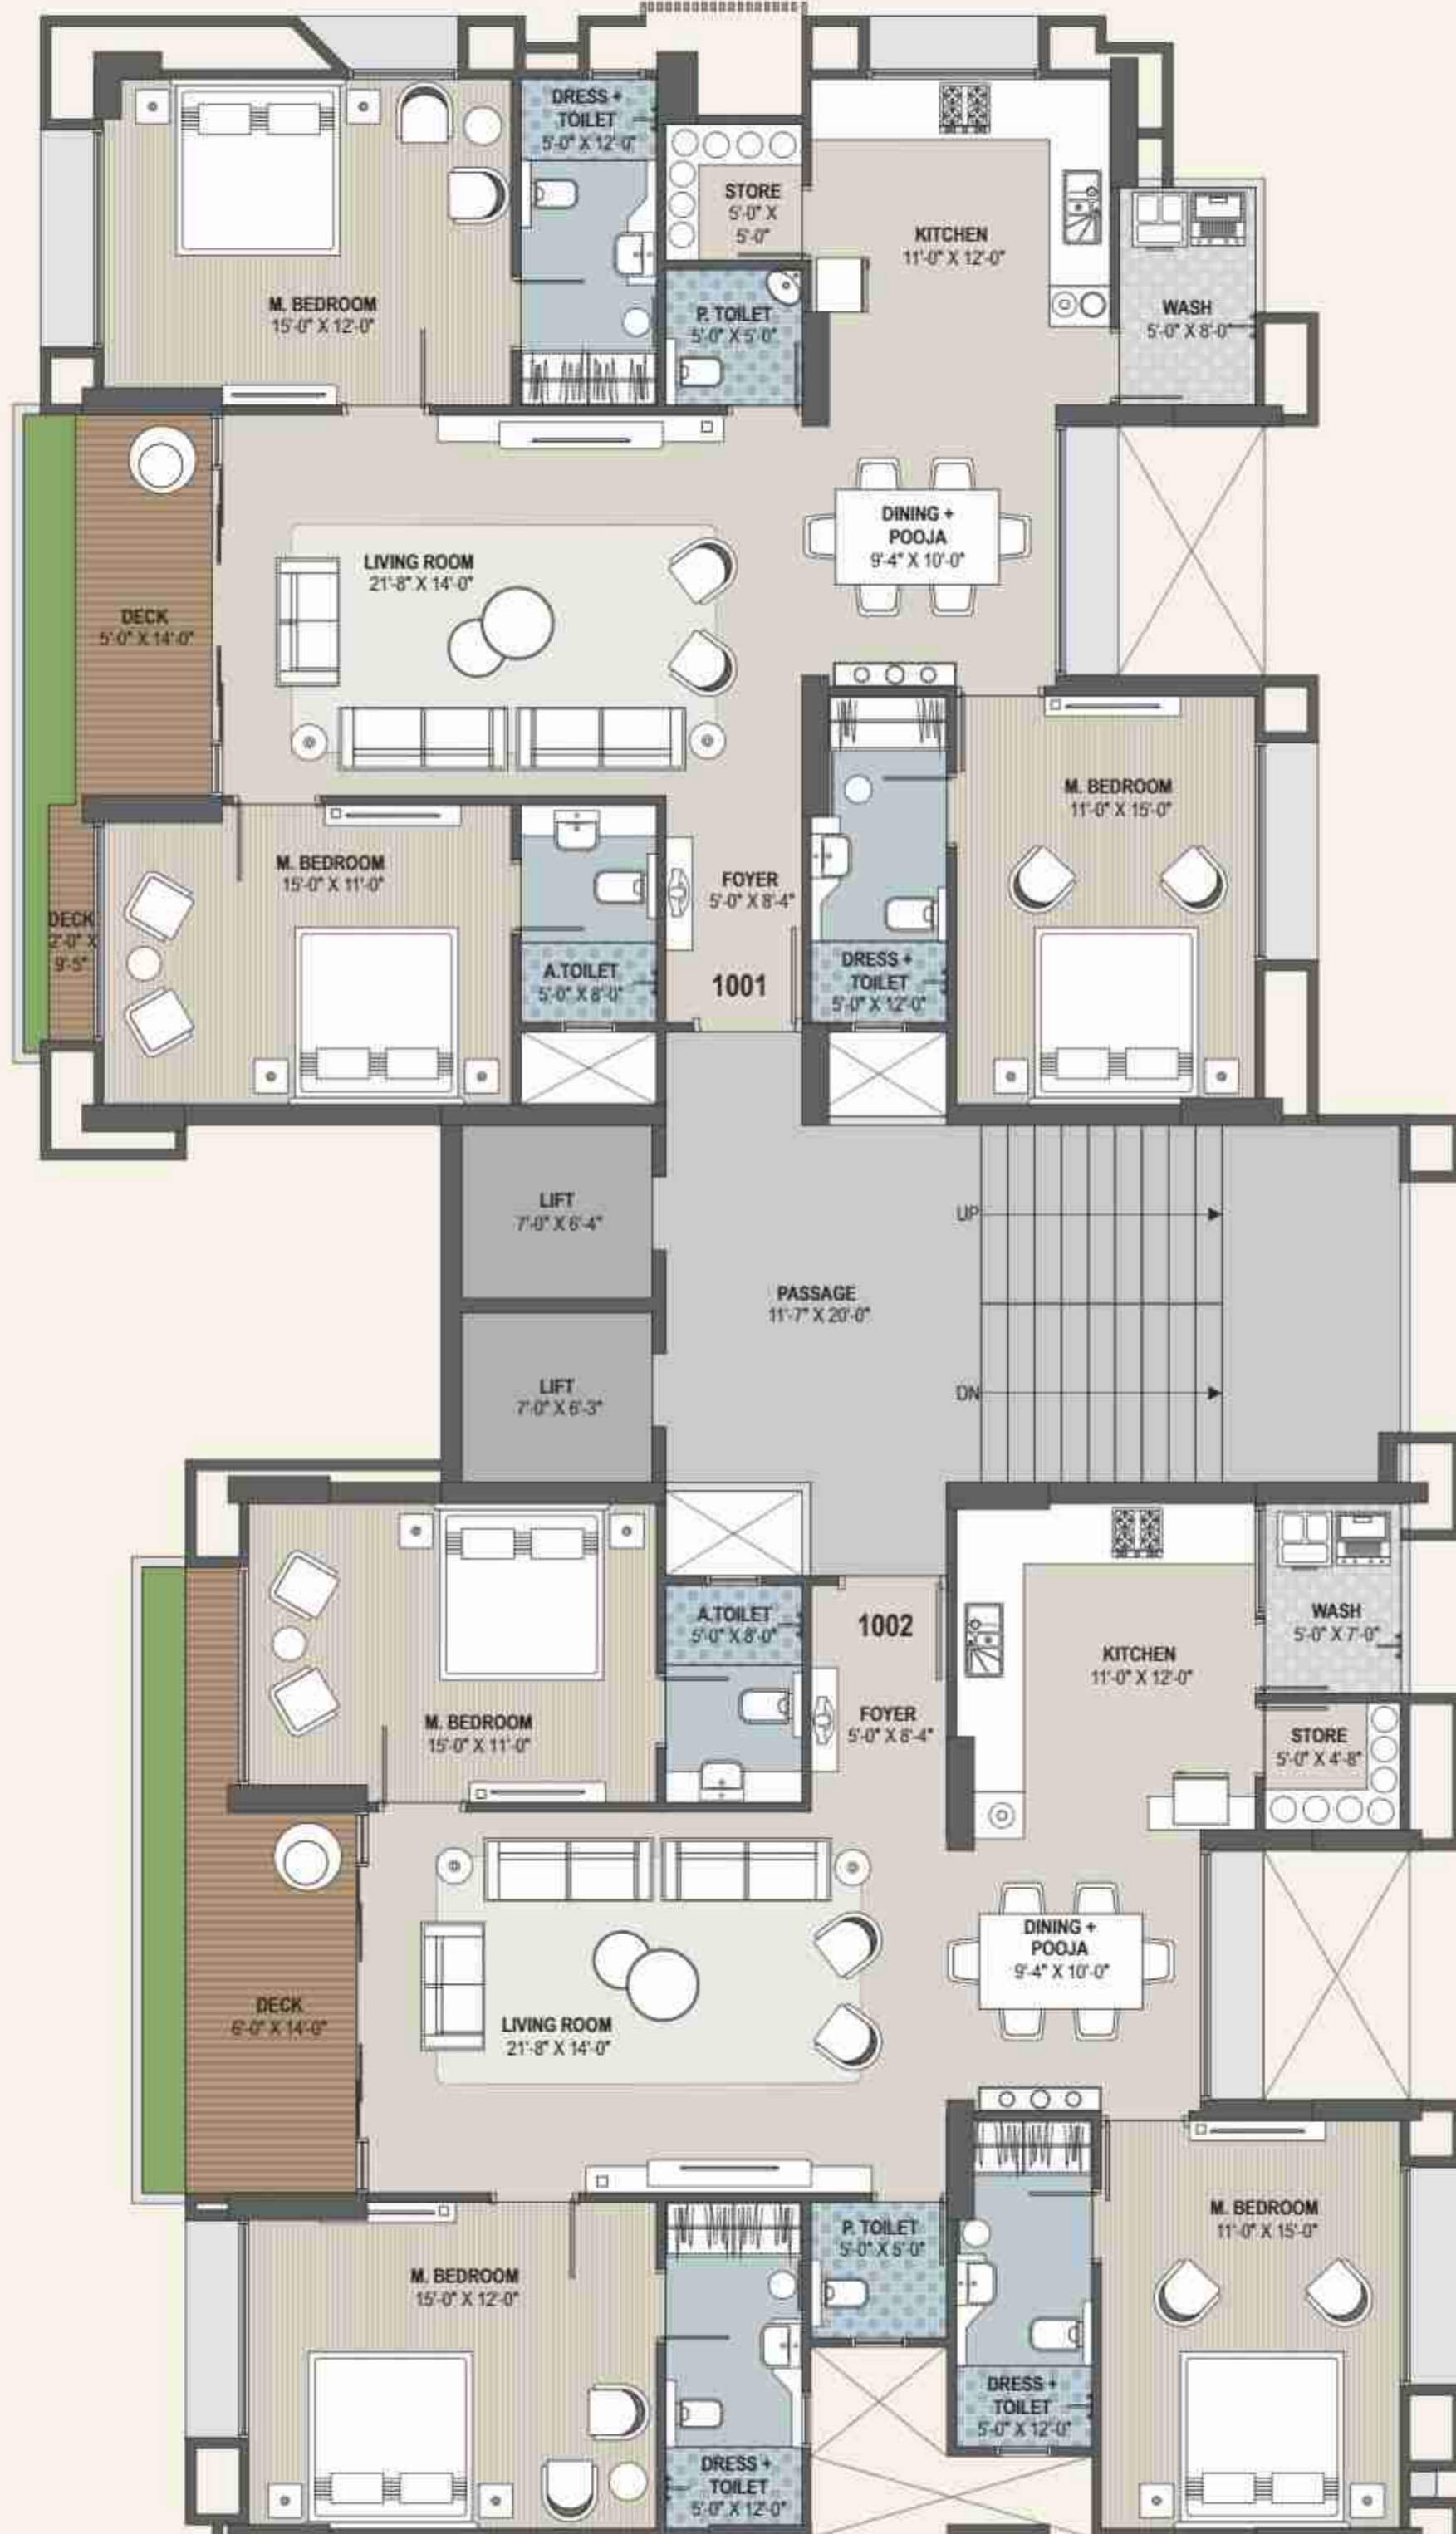 DRESS +
TOILET
5'-0" X 12'-0"
STORE
5'-0" X
5'-0"
KITCHEN
11'-0" X 12'-0"
M. BEDROOM
15'-0" X 12'-0"
P. TOILET
5'-0" X 5'-0"
WASH
5'-0" X 8'-0"
DINING +
POOJA
9'-4" X 10'-0"
LIVING ROOM
21'-8" X 14'-0"
DECK
5'-0" X 14'-0"
M. BEDROOM
11'-0" X 15'-0"
M. BEDROOM
15'-0" X 11'-0"
FOYER
5'-0" X 8'-4"
DECK
2'-0" X
9'-5"
A.TOILET
5'-0" X 8'-0"
1001
DRESS +
TOILET
5'-0" X 12'-0"
LIFT
7'-0" X 6'-4"
UP
PASSAGE
11'-7" X 20'-0"
LIFT
7'-0" X 6'-3"
DN
A.TOILET
5'-0" X 8'-0"
1002
WASH
5'-0" X 7'-0"
KITCHEN
11'-0" X 12'-0"
M. BEDROOM
15'-0" X 11'-0"
FOYER
5'-0" X 8'-4"
STORE
5'-0" X 4'-8"
DINING +
POOJA
9'-4" X 10'-0"
DECK
6'-0" X 14'-0"
LIVING ROOM
21'-8" X 14'-0"
M. BEDROOM
11'-0" X 15'-0"
P. TOILET
5'-0" X 5'-0"
M. BEDROOM
15'-0" X 12'-0"
DRESS +
TOILET
5'-0" X 12'-0"
DRESS +
TOILET
5'-0" X 12'-0"